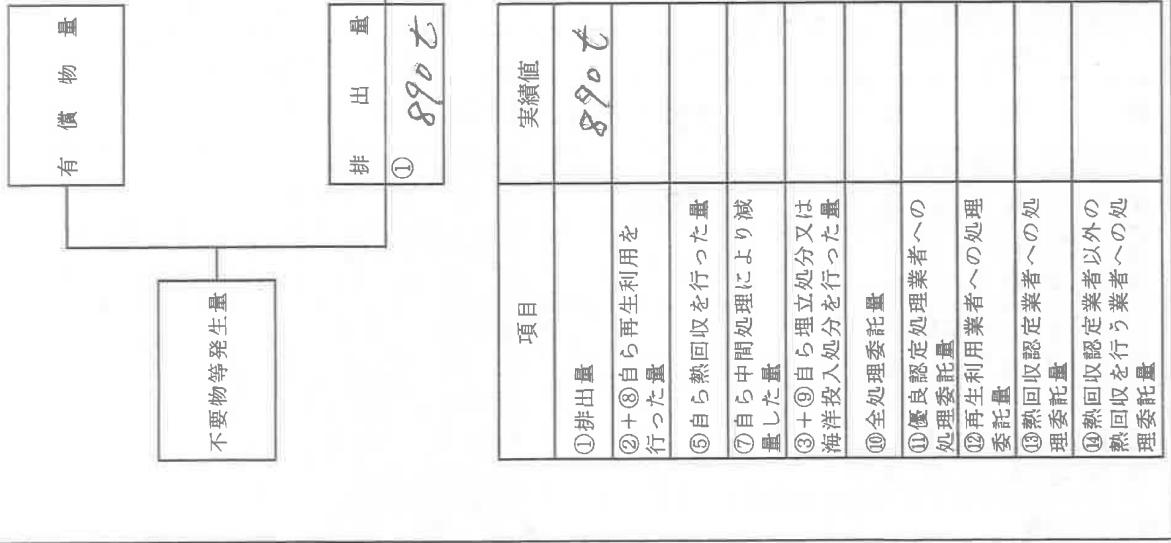 有償物量
不要物等発生量
排出量
①
890 t
項目
実績値
①排出量
890 t
②+⑧自ら再生利用を
行った量
⑤自ら熱回収を行った量
⑦自ら中間処理により減
量した量
③+⑨自ら埋立処分又は
海洋投入処分を行った量
⑩全処理委託量
⑪優良認定処理業者への
処理委託量
⑫再生利用業者への処理
委託量
⑬熱回収認定業者への処
理委託量
⑭熱回収認定業者以外の
熱回収を行う業者への処
理委託量